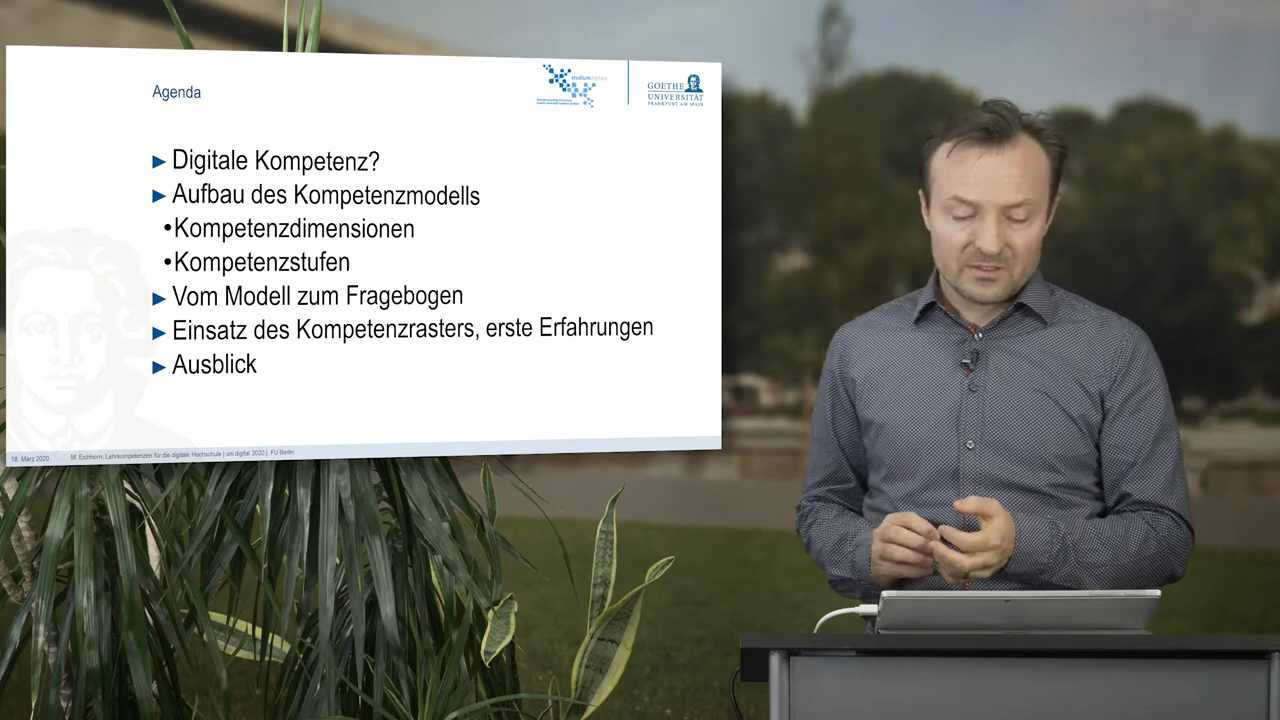 Agenda
studiumdigitale
GOETHE
UNIVERSITÄT
FRANKFURT AM MAIN
► Digitale Kompetenz?
► Aufbau des Kompetenzmodells
•Kompetenzdimensionen
•Kompetenzstufen
► Vom Modell zum Fragebogen
► Einsatz des Kompetenzrasters, erste Erfahrungen
► Ausblick
18. März 2020
M. Eichhorn: Lehrkompetenzen für die digitale Hochschule | uni.digital 2020 | FU Berlin